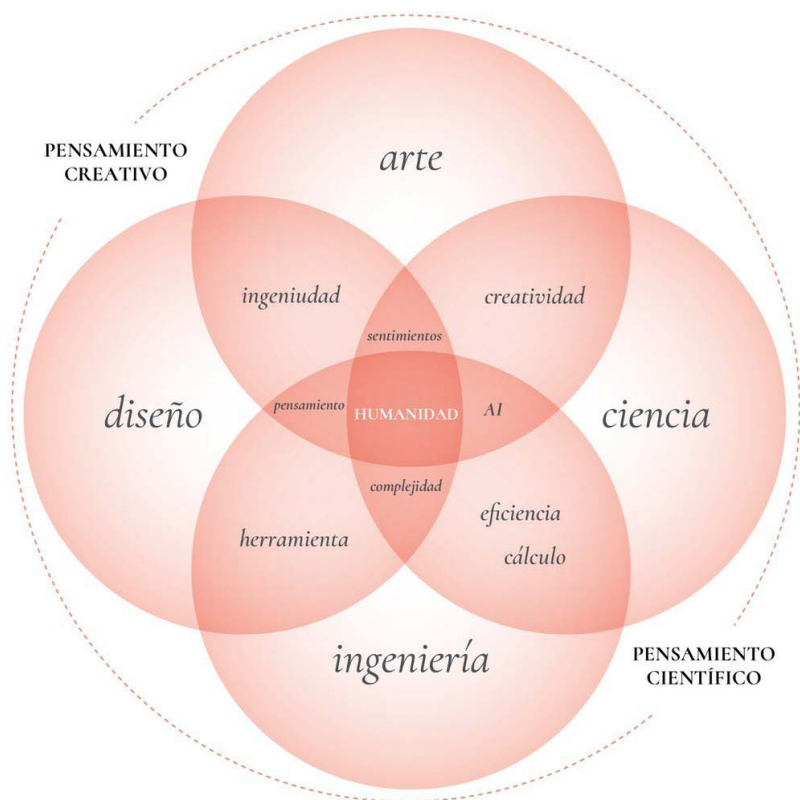 arte
PENSAMIENTO
CREATIVO
ingeniudad
creatividad
sentimientos
diseño
pensamiento
HUMANIDAD
AI
ciencia
complejidad
eficiencia
herramienta
cálculo
ingeniería
PENSAMIENTO
CIENTÍFICO